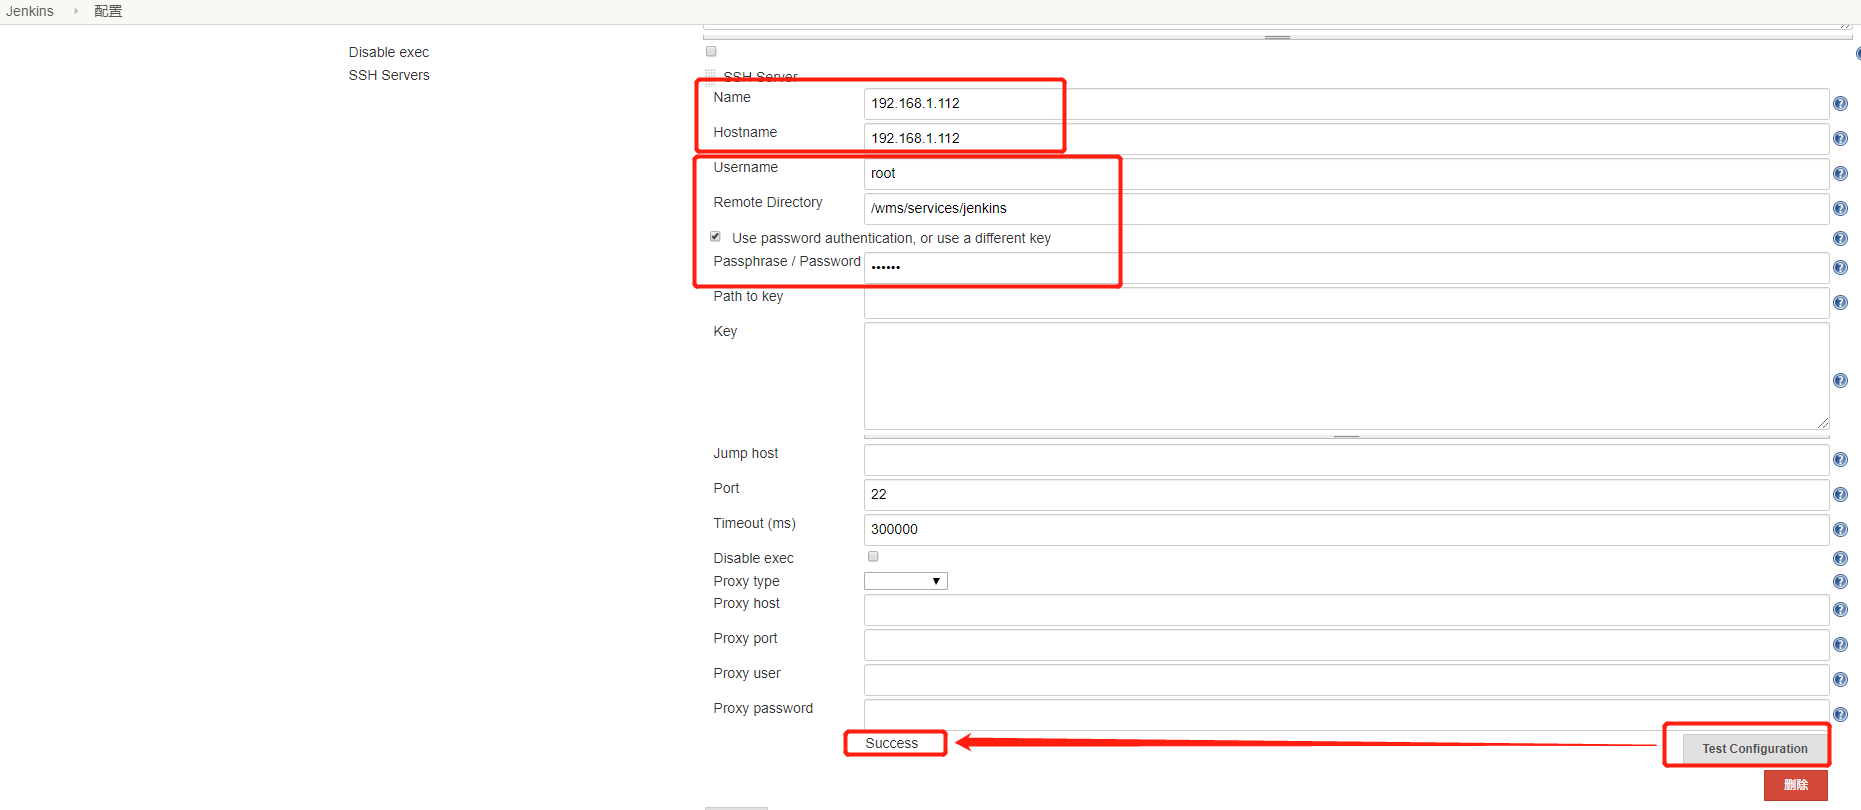 Jenkins 配置
Disable exec
SSH Servers
SSH Server
Name 192.168.1.112
Hostname 192.168.1.112
Username root
Remote Directory /wms/services/jenkins
Use password authentication, or use a different key
Passphrase / Password ••••••
Path to key
Key
Jump host
Port 22
Timeout (ms) 300000
Disable exec
Proxy type
Proxy host
Proxy port
Proxy user
Proxy password
Success
Test Configuration
删除